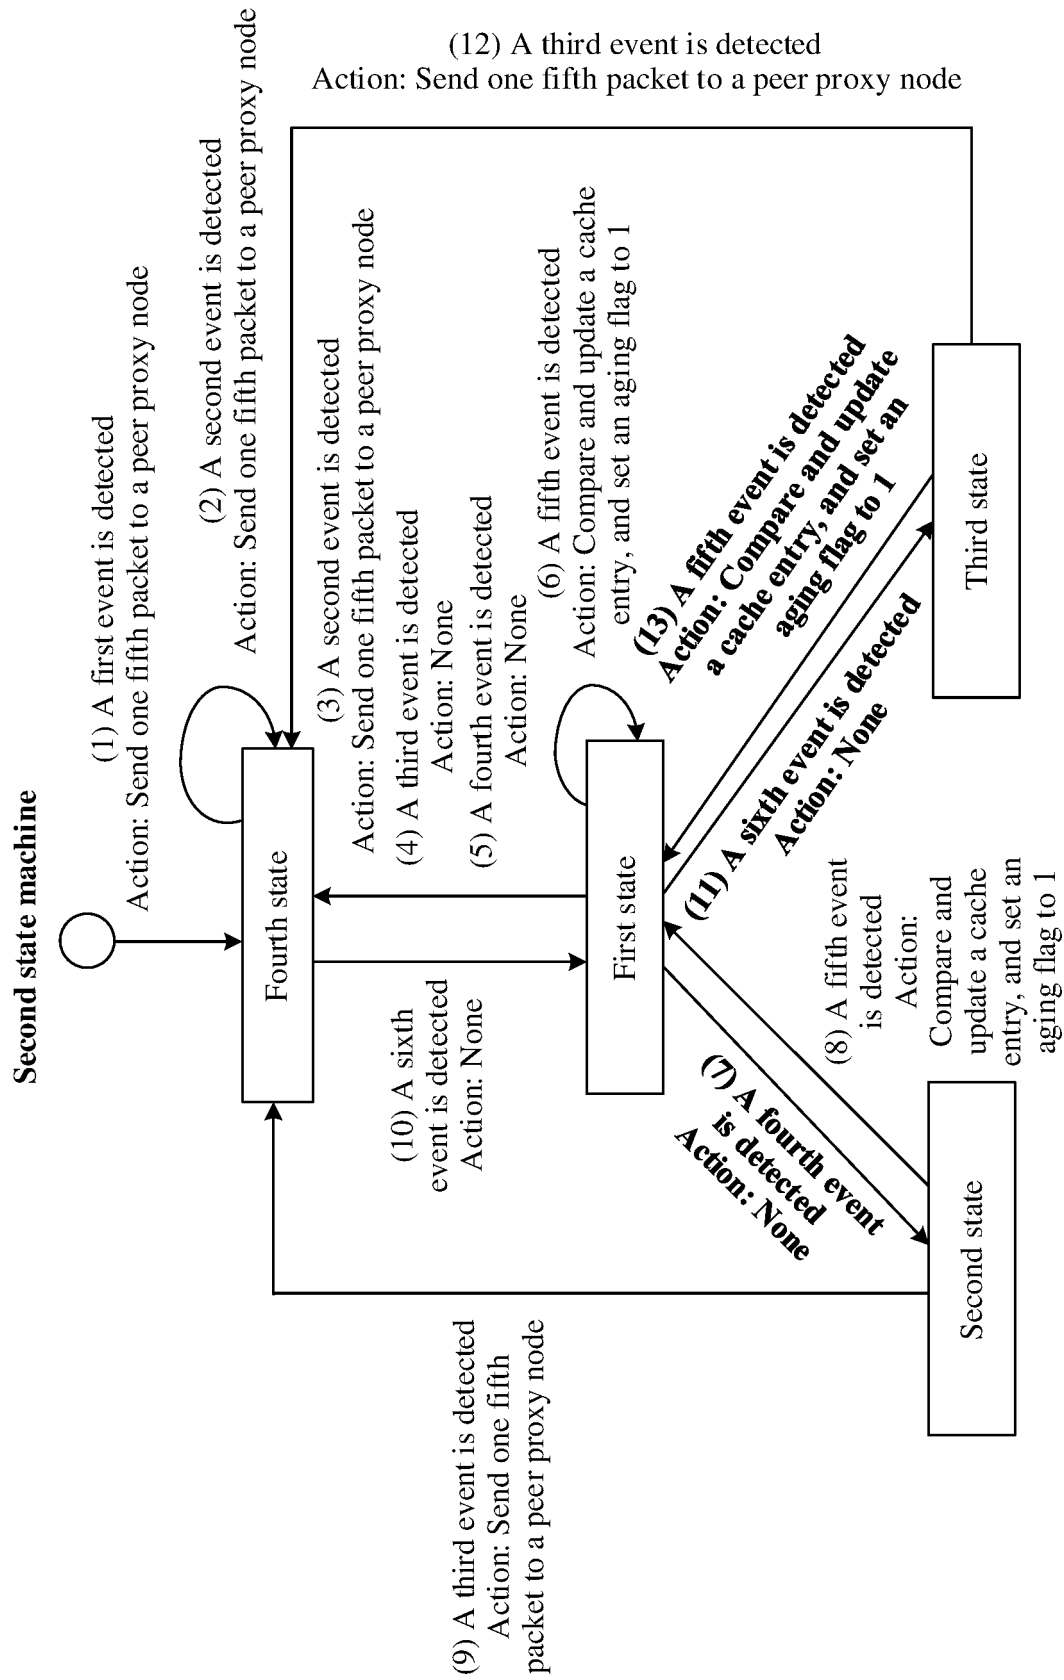 Second state machine
(1) A first event is detected
Action: Send one fifth packet to a peer proxy node
(2) A second event is detected
Action: Send one fifth packet to a peer proxy node
Fourth state
(3) A second event is detected
Action: Send one fifth packet to a peer proxy node
(4) A third event is detected
Action: None
(5) A fourth event is detected
Action: None
(10) A sixth
event is detected
Action: None
(9) A third event is detected
Action: Send one fifth
packet to a peer proxy node
(12) A third event is detected
Action: Send one fifth packet to a peer proxy node
First state
(6) A fifth event is detected
Action: Compare and update a cache
entry, and set an aging flag to 1
(7) A fourth event
is detected
Action: None
(8) A fifth event
is detected
Action:
Compare and
update a cache
entry, and set an
aging flag to 1
(11) A sixth event is detected
Action: None
(13) A fifth event is detected
Action: Compare and update
a cache entry, and set an
aging flag to 1
Second state
Third state